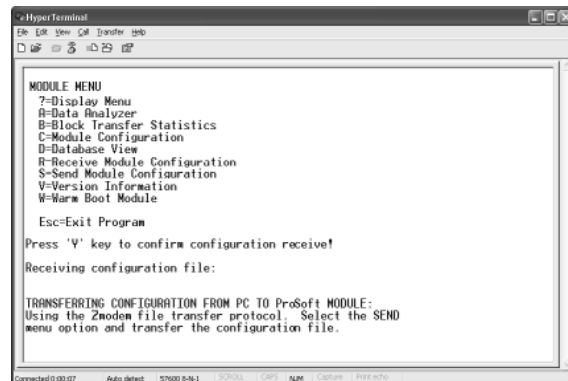 HyperTerminal
File Edit View Call Transfer Help
MODULE MENU
?=Display Menu
A=Data Analyzer
B=Block Transfer Statistics
C=Module Configuration
D=Database View
R=Receive Module Configuration
S=Send Module Configuration
V=Version Information
W=Warm Boot Module
Esc=Exit Program
Press 'Y' key to confirm configuration receive!
Receiving configuration file:
TRANSFERRING CONFIGURATION FROM PC TO ProSoft MODULE:
Using the Zmodem file transfer protocol. Select the SEND
menu option and transfer the configuration file.
Connected 0:00:07 Auto detect 57600 8-N-1 SCROLL CAPS NUM Capture Print echo